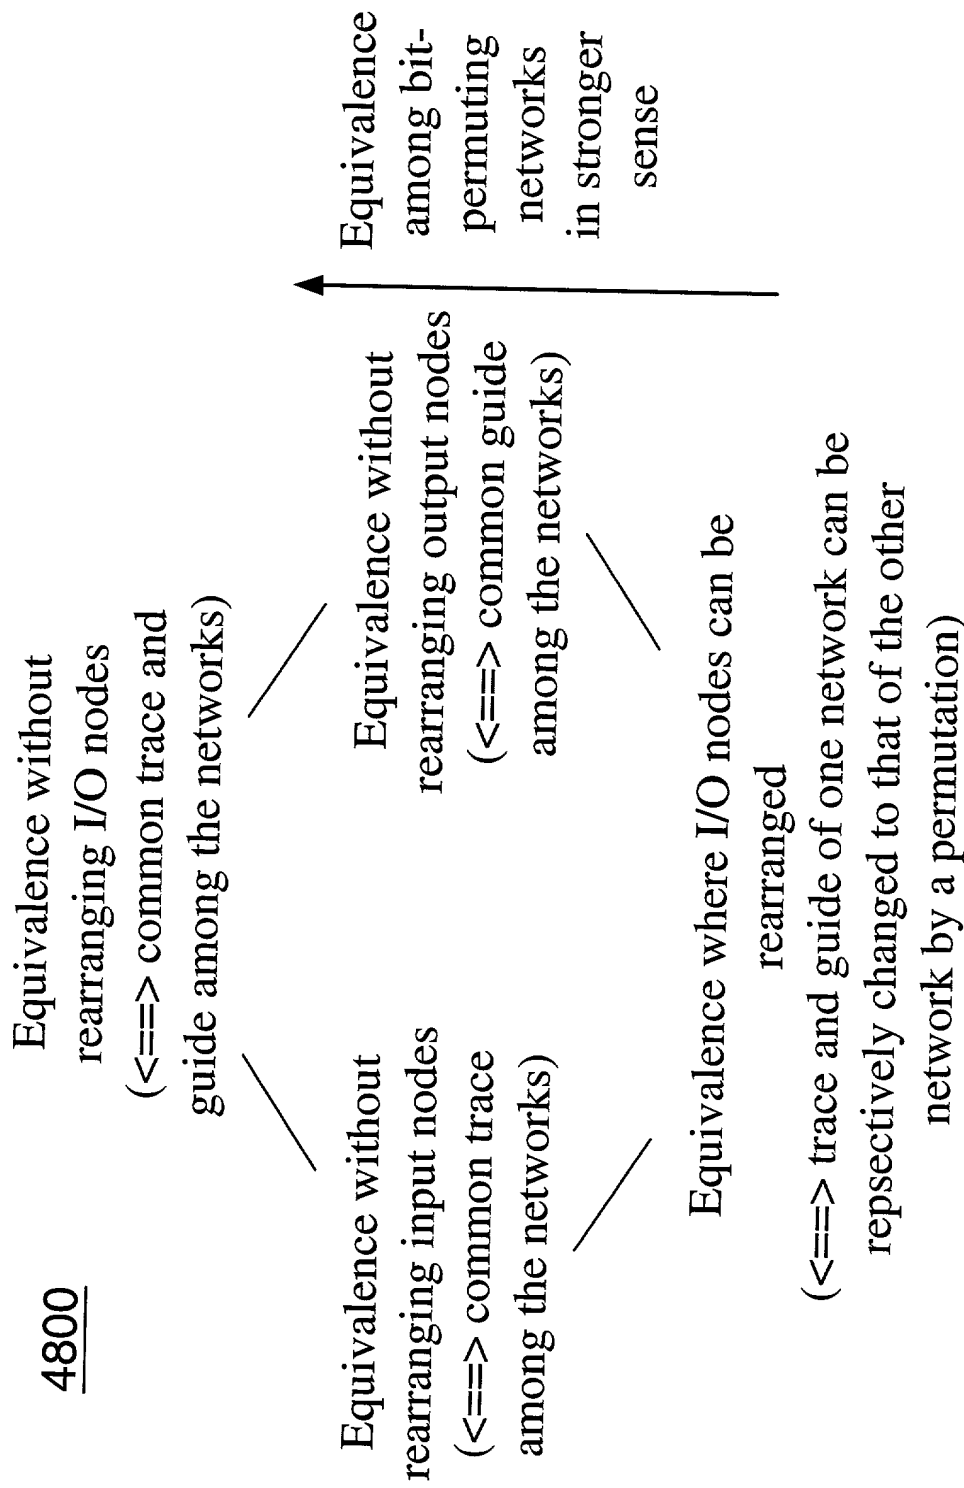 4800
Equivalence without
rearranging I/O nodes
(<==> common trace and
guide among the networks)
Equivalence without
rearranging input nodes
(<==> common trace
among the networks)
Equivalence without
rearranging output nodes
(<==> common guide
among the networks)
Equivalence
among bit-
permuting
networks
in stronger
sense
Equivalence where I/O nodes can be
rearranged
(<==> trace and guide of one network can be
repsectively changed to that of the other
network by a permutation)